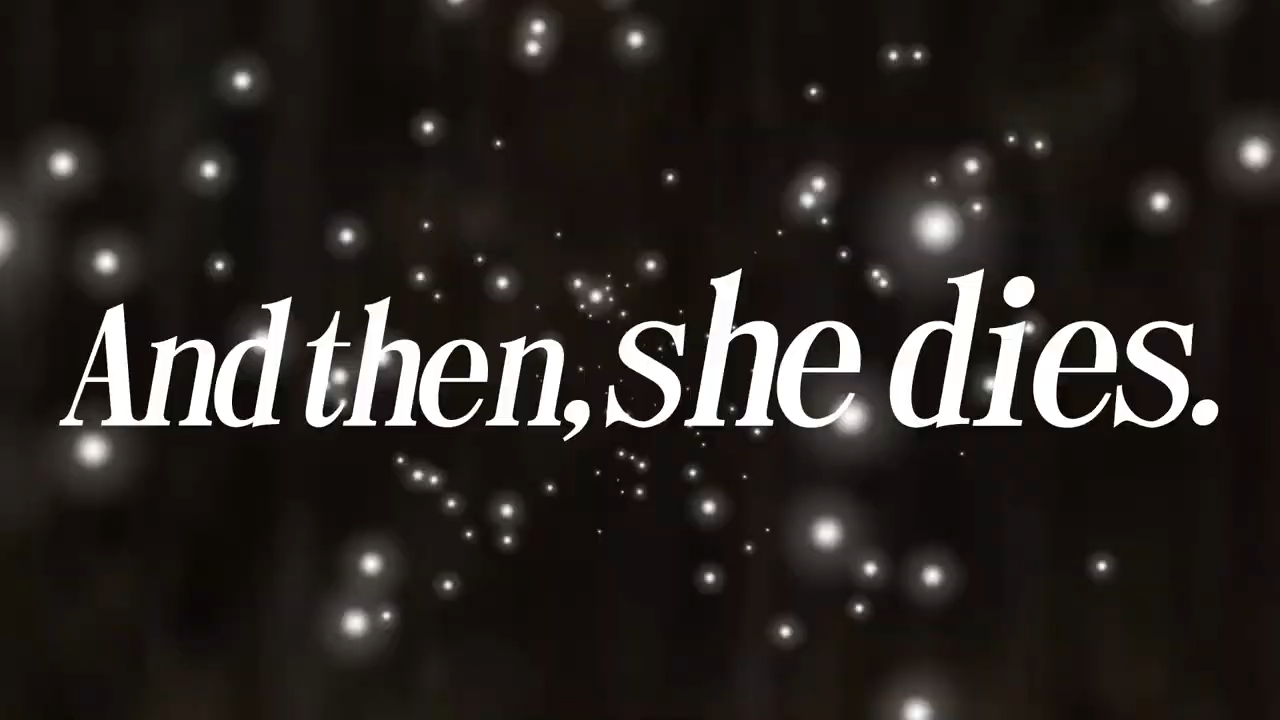 And then, she dies.